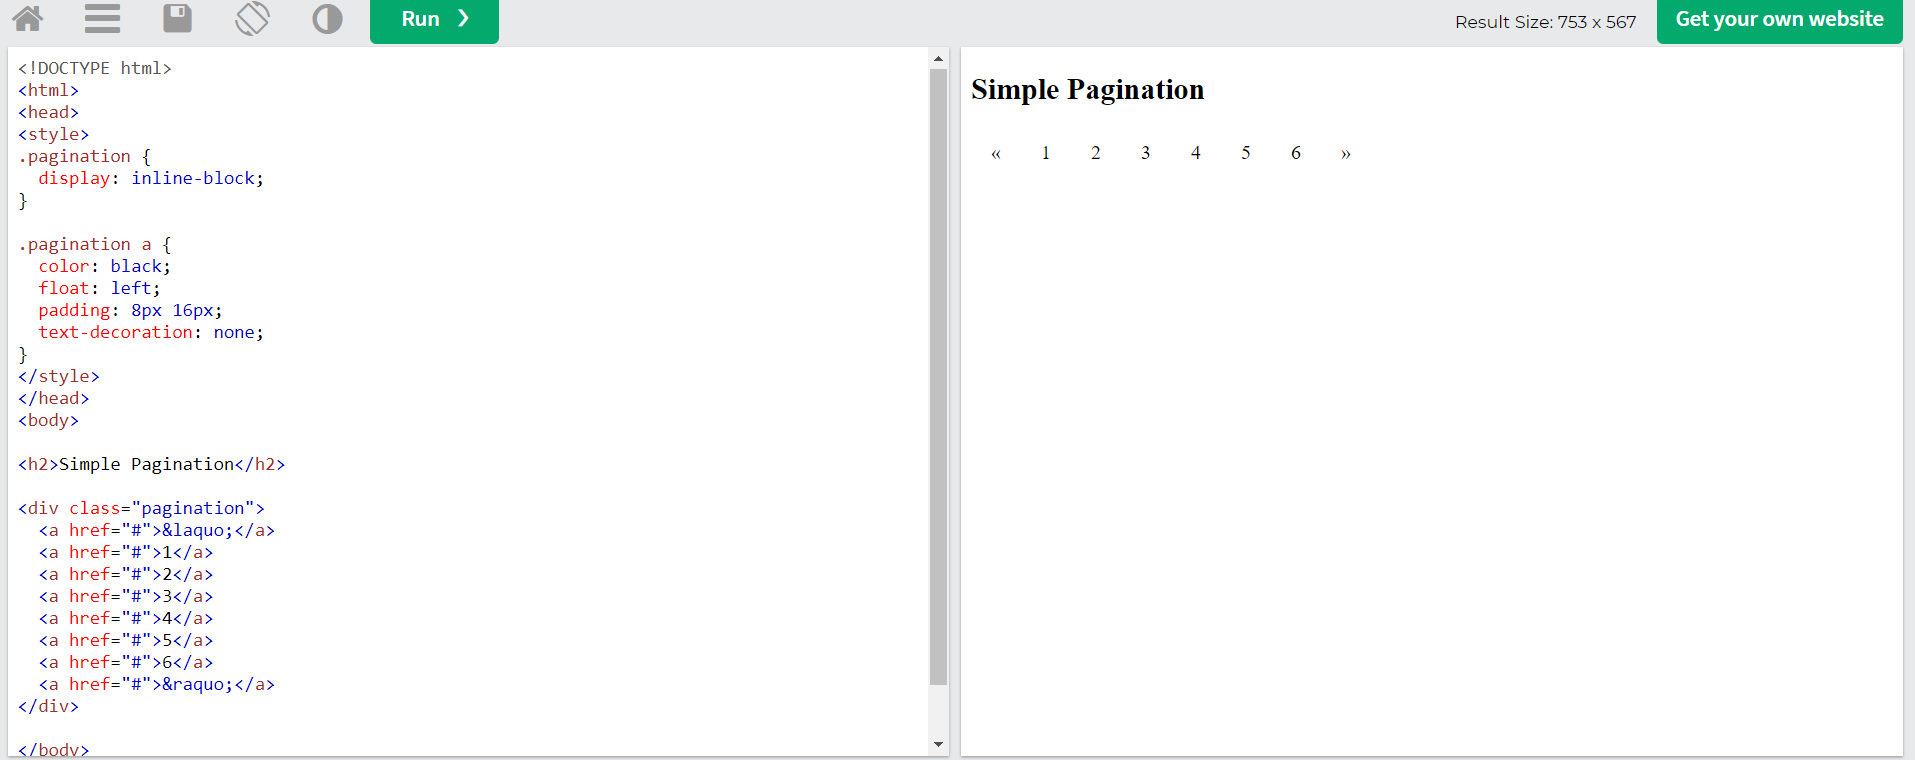 Run ❯
Result Size: 753 x 567
Get your own website
<!DOCTYPE html>
<html>
<head>
<style>
.pagination {
  display: inline-block;
}
.pagination a {
  color: black;
  float: left;
  padding: 8px 16px;
  text-decoration: none;
}
</style>
</head>
<body>
<h2>Simple Pagination</h2>
<div class="pagination">
  <a href="#">&laquo;</a>
  <a href="#">1</a>
  <a href="#">2</a>
  <a href="#">3</a>
  <a href="#">4</a>
  <a href="#">5</a>
  <a href="#">6</a>
  <a href="#">&raquo;</a>
</div>
</body>
Simple Pagination
« 1 2 3 4 5 6 »